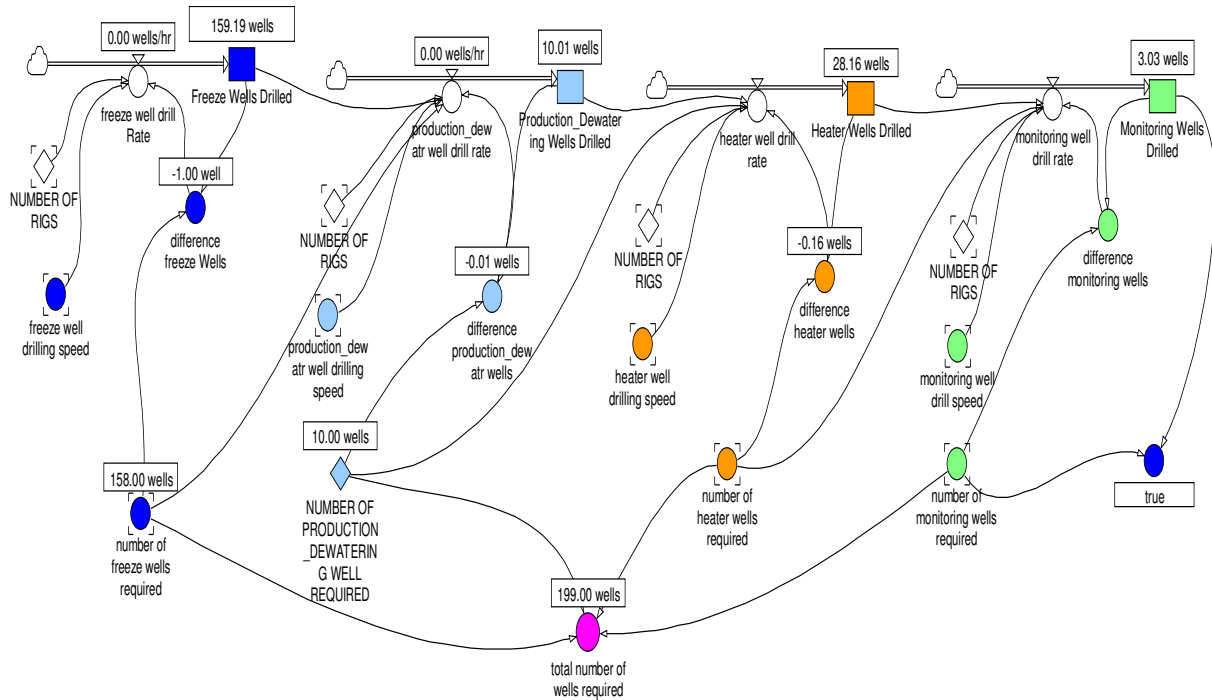 0.00 wells/hr
159.19 wells
Freeze Wells Drilled
freeze well drill
Rate
NUMBER OF
RIGS
-1.00 well
difference
freeze Wells
freeze well
drilling speed
158.00 wells
number of
freeze wells
required
0.00 wells/hr
10.01 wells
Production_Dewater
ing Wells Drilled
production_dew
atr well drill rate
NUMBER OF
RIGS
-0.01 wells
difference
production_dew
atr wells
production_dew
atr well drilling
speed
10.00 wells
NUMBER OF
PRODUCTION
_DEWATERIN
G WELL
REQUIRED
28.16 wells
Heater Wells Drilled
heater well drill
rate
NUMBER OF
RIGS
-0.16 wells
difference
heater wells
heater well
drilling speed
number of
heater wells
required
3.03 wells
Monitoring Wells
Drilled
monitoring well
drill rate
NUMBER OF
RIGS
difference
monitoring wells
monitoring well
drill speed
number of
monitoring wells
required
true
199.00 wells
total number of
wells required